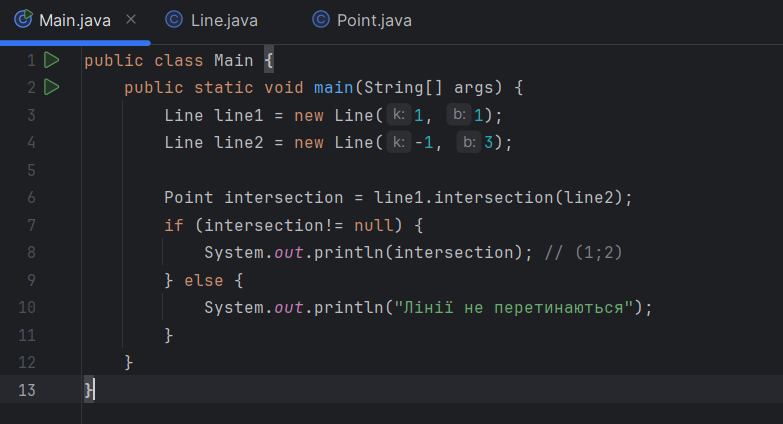 Main.java × Line.java Point.java
1 public class Main {
2 public static void main(String[] args) {
3 Line line1 = new Line( k: 1, b: 1);
4 Line line2 = new Line( k: -1, b: 3);
5
6 Point intersection = line1.intersection(line2);
7 if (intersection!= null) {
8 System.out.println(intersection); // (1;2)
9 } else {
10 System.out.println("Лінії не перетинаються");
11 }
12 }
13 }